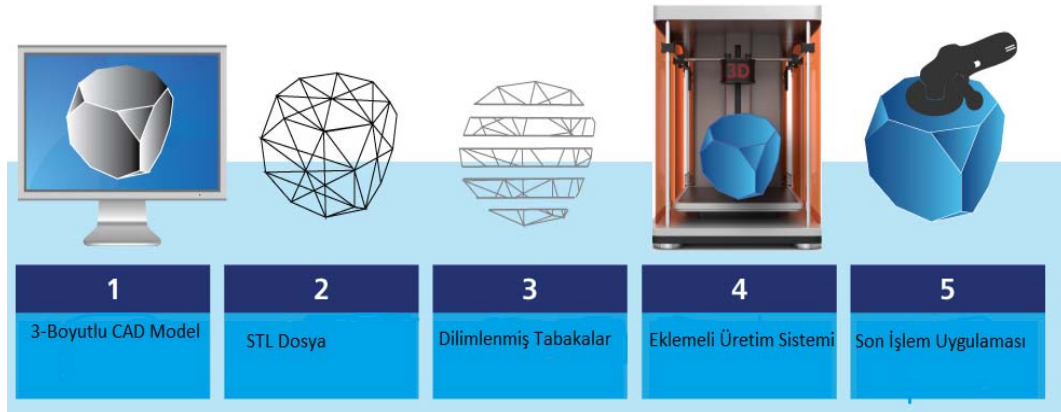 3D
1
2
3
4
5
3-Boyutlu CAD Model
STL Dosya
Dilimlenmiş Tabakalar
Eklemeli Üretim Sistemi
Son İşlem Uygulaması